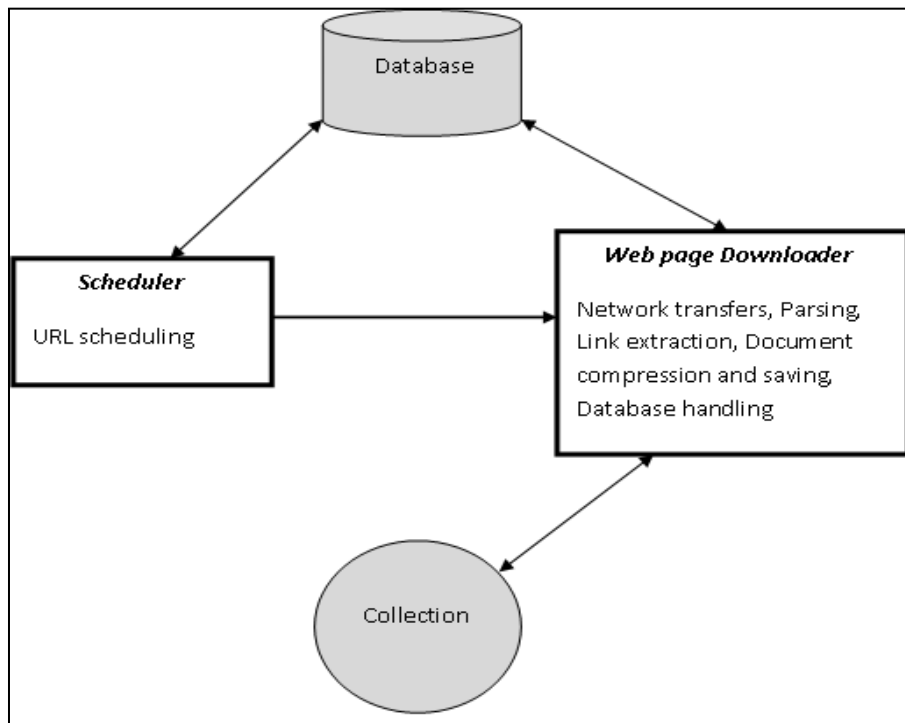 Database
Scheduler
URL scheduling
Web page Downloader
Network transfers, Parsing,
Link extraction, Document
compression and saving,
Database handling
Collection